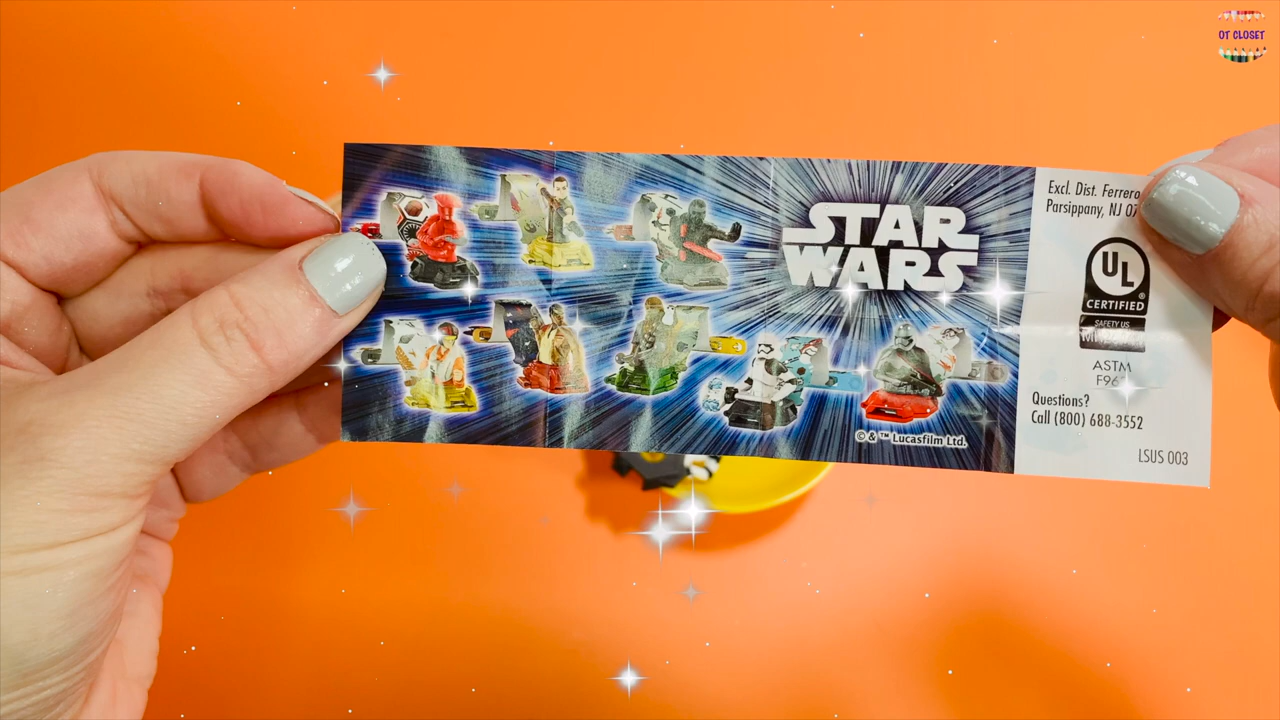 OT CLOSET
STAR
WARS
© & ™ Lucasfilm Ltd.
Excl. Dist. Ferrero
Parsippany, NJ
UL
®
CERTIFIED
SAFETY US
ASTM
Questions?
Call (800) 688-3552
LSUS 003